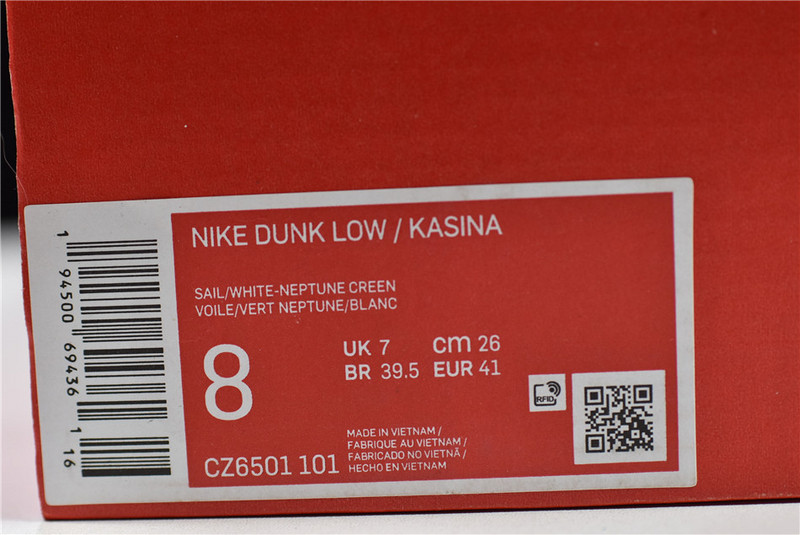 NIKE DUNK LOW / KASINA
SAIL/WHITE-NEPTUNE CREEN
VOILE/VERT NEPTUNE/BLANC
8
UK 7 cm 26
BR 39.5 EUR 41
CZ6501 101
MADE IN VIETNAM /
FABRIQUE AU VIETNAM /
FABRICADO NO VIETNÃ /
HECHO EN VIETNAM
RFID
1 94500 69436 1 16